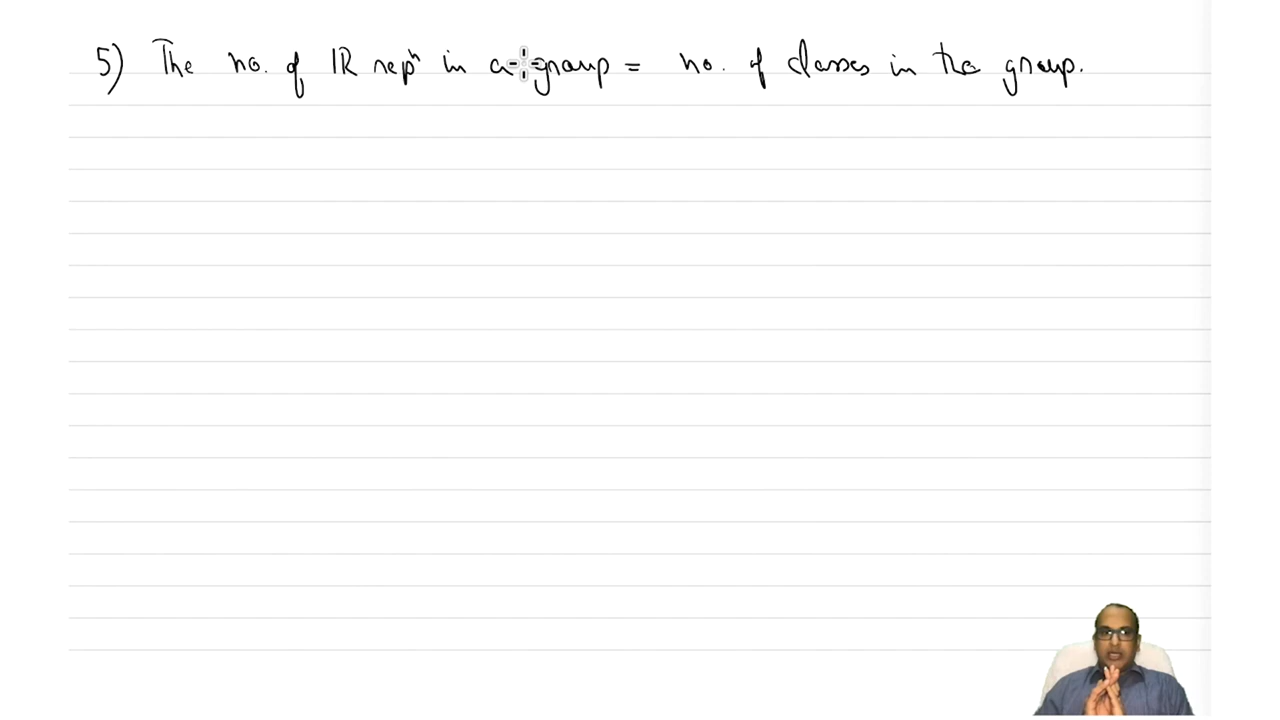 5) The no. of IR repⁿ in a group = no. of classes in the group.